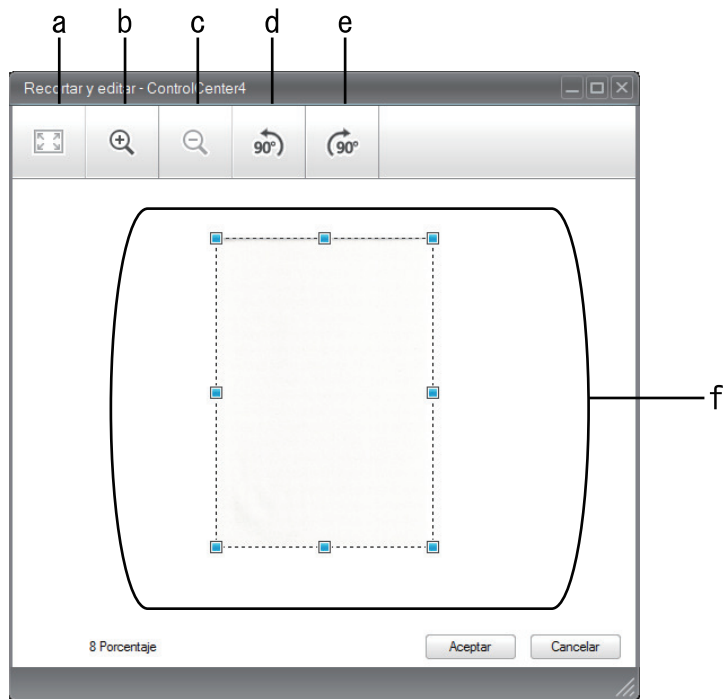 a b c d e
Recortar y editar - ControlCenter4
90° 90°
f
8 Porcentaje Aceptar Cancelar